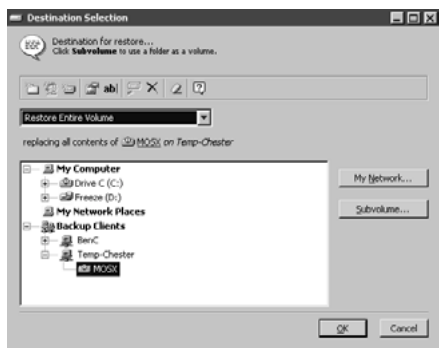 Destination Selection
Destination for restore...
Click Subvolume to use a folder as a volume.
ab
Restore Entire Volume
replacing all contents of MOSX on Temp-Chester
My Computer
Drive C (C:)
Freeze (D:)
My Network Places
Backup Clients
BenC
Temp-Chester
MOSX
My Network...
Subvolume...
OK
Cancel